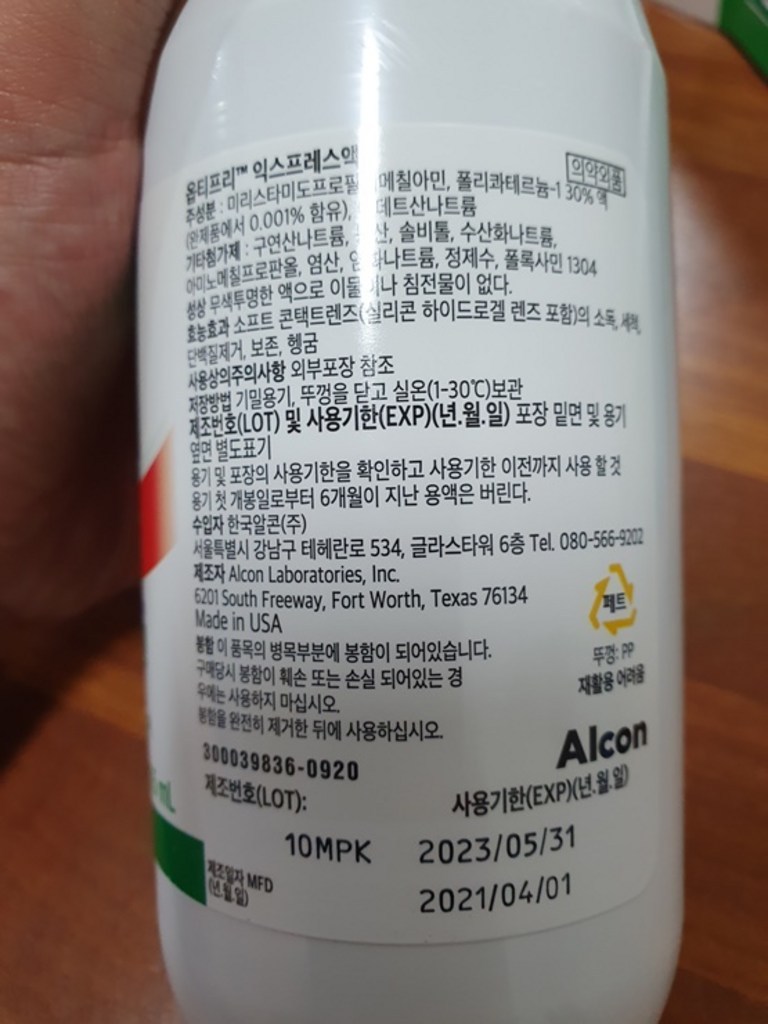 옵티프리™ 익스프레스액
의약외품
주성분 : 미리스타미도프로필 메칠아민, 폴리콰테르늄-1 30% 액
(완제품에서 0.001% 함유), 데트산나트륨
기타첨가제 : 구연산나트륨, 산, 솔비톨, 수산화나트륨,
아미노메칠프로판올, 염산, 나트륨, 정제수, 폴록사민 1304
성상 무색투명한 액으로 이물 나 침전물이 없다.
효능효과 소프트 콘택트렌즈(실리콘 하이드로겔 렌즈 포함)의 소독, 세척,
단백질제거, 보존, 헹굼
사용상의주의사항 외부포장 참조
저장방법 기밀용기, 뚜껑을 닫고 실온(1-30℃)보관
제조번호(LOT) 및 사용기한(EXP)(년.월.일) 포장 밑면 및 용기
옆면 별도표기
용기 및 포장의 사용기한을 확인하고 사용기한 이전까지 사용 할 것
용기 첫 개봉일로부터 6개월이 지난 용액은 버린다.
수입자 한국알콘(주)
서울특별시 강남구 테헤란로 534, 글라스타워 6층 Tel. 080-566-9202
제조자 Alcon Laboratories, Inc.
6201 South Freeway, Fort Worth, Texas 76134
Made in USA
페트
뚜껑: PP
재활용 어려움
봉함 이 품목의 병목부분에 봉함이 되어있습니다.
구매당시 봉함이 훼손 또는 손실 되어있는 경
우에는 사용하지 마십시오.
봉함을 완전히 제거한 뒤에 사용하십시오.
Alcon
300039836-0920
제조번호(LOT):
사용기한(EXP)(년.월.일)
10MPK
2023/05/31
제조일자 MFD
(년.월.일)
2021/04/01
mL